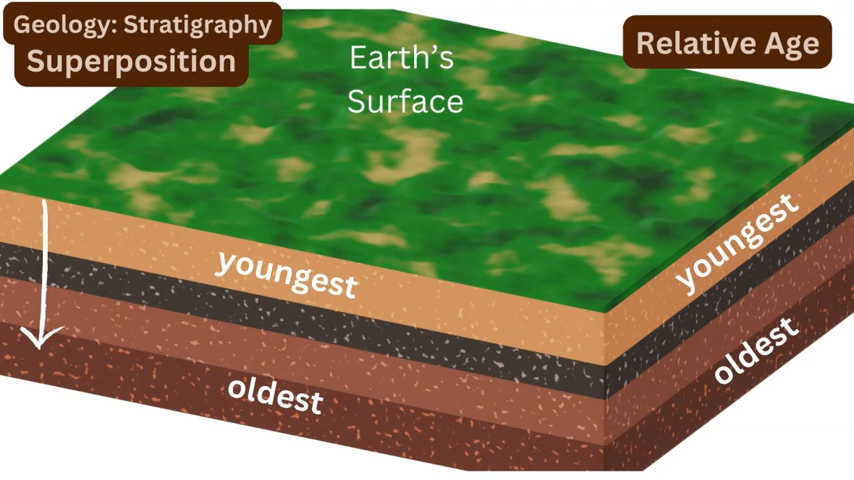 Geology: Stratigraphy
Superposition
Relative Age
Earth’s
Surface
youngest
youngest
oldest
oldest